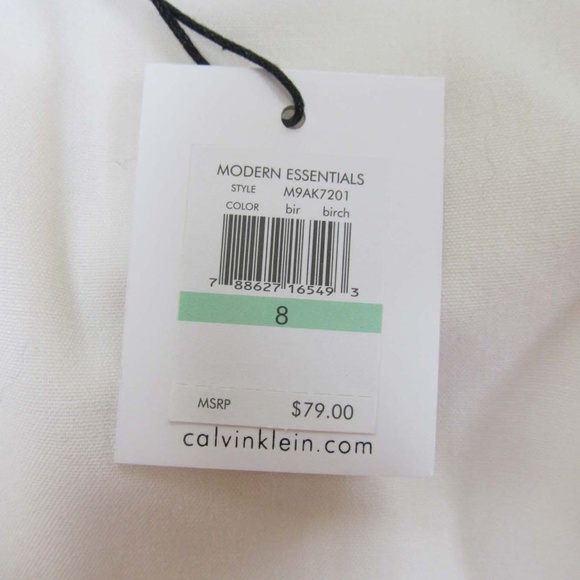 MODERN ESSENTIALS
STYLE M9AK7201
COLOR bir birch
7 88627 16549 3
8
MSRP $79.00
calvinklein.com